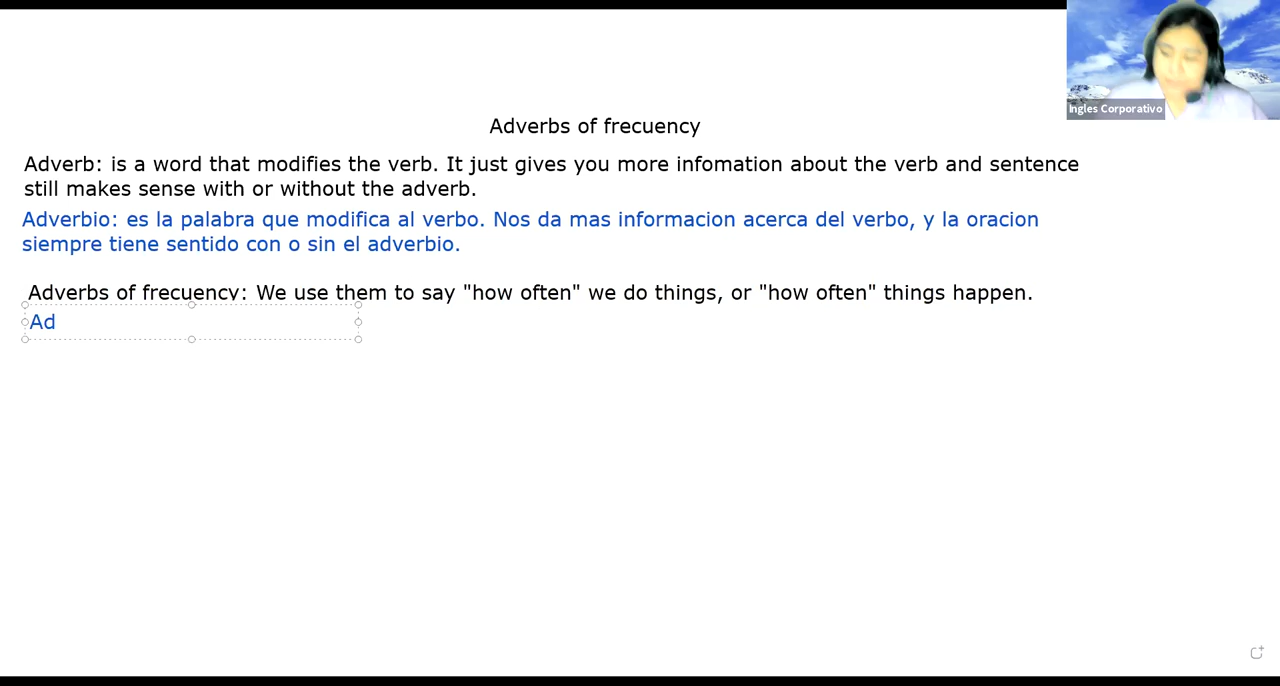 Ingles Corporativo
Adverbs of frecuency
Adverb: is a word that modifies the verb. It just gives you more infomation about the verb and sentence
still makes sense with or without the adverb.
Adverbio: es la palabra que modifica al verbo. Nos da mas informacion acerca del verbo, y la oracion
siempre tiene sentido con o sin el adverbio.
Adverbs of frecuency: We use them to say "how often" we do things, or "how often" things happen.
Ad